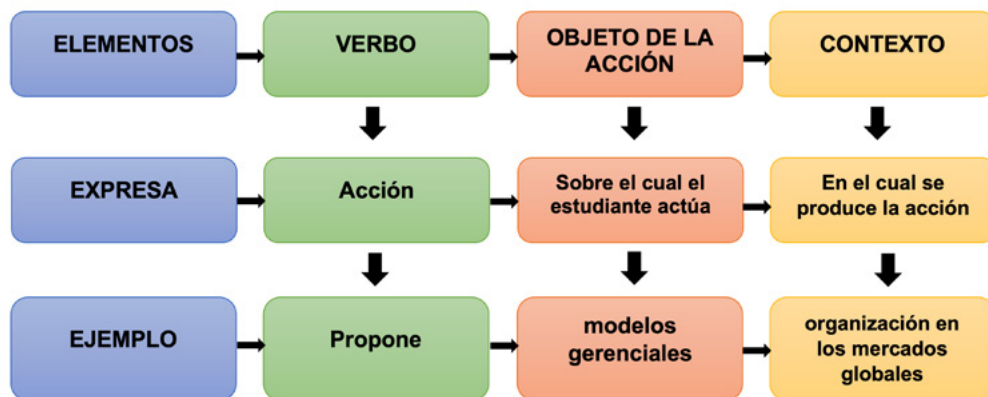 ELEMENTOS
VERBO
OBJETO DE LA
ACCIÓN
CONTEXTO
EXPRESA
Acción
Sobre el cual el
estudiante actúa
En el cual se
produce la acción
EJEMPLO
Propone
modelos
gerenciales
organización en
los mercados
globales